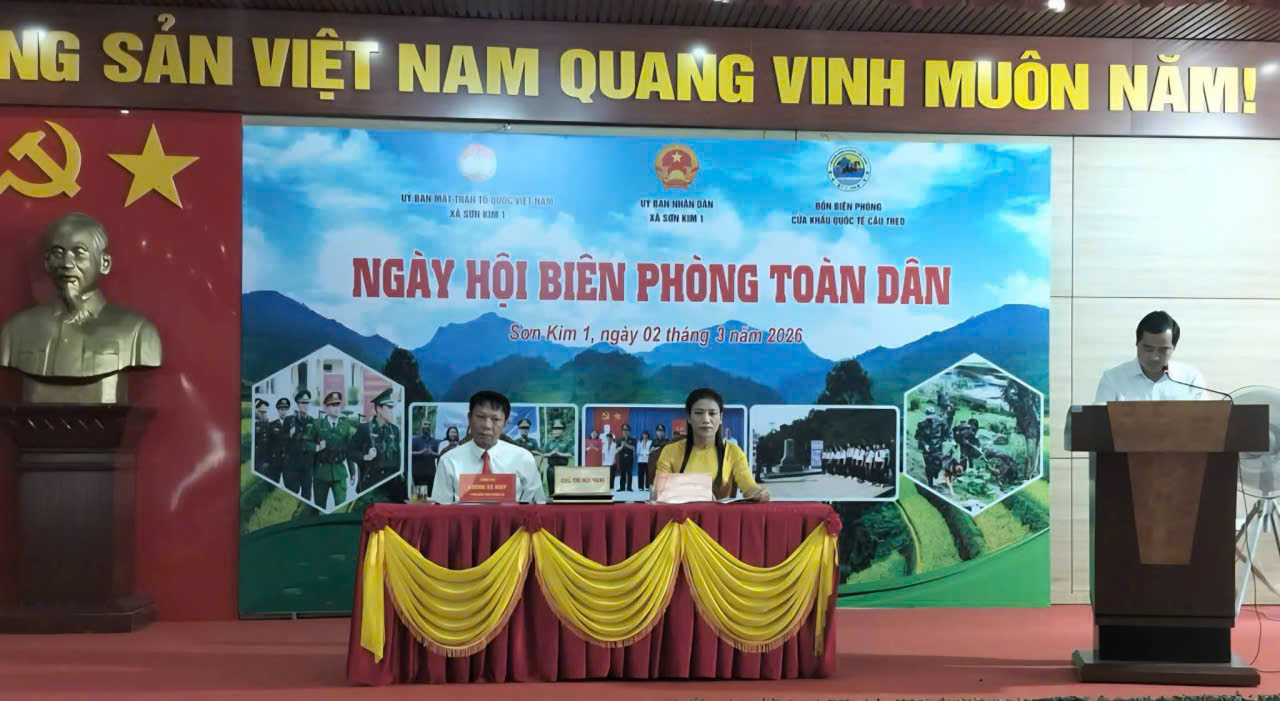 NG SẢN VIỆT NAM QUANG VINH MUÔN NĂM!
ỦY BAN MẶT TRẬN TỔ QUỐC VIỆT NAM
XÃ SƠN KIM 1
ỦY BAN NHÂN DÂN
XÃ SƠN KIM 1
ĐỒN BIÊN PHÒNG
CỬA KHẨU QUỐC TẾ CẦU TREO
NGÀY HỘI BIÊN PHÒNG TOÀN DÂN
Sơn Kim 1, ngày 02 tháng 3 năm 2026